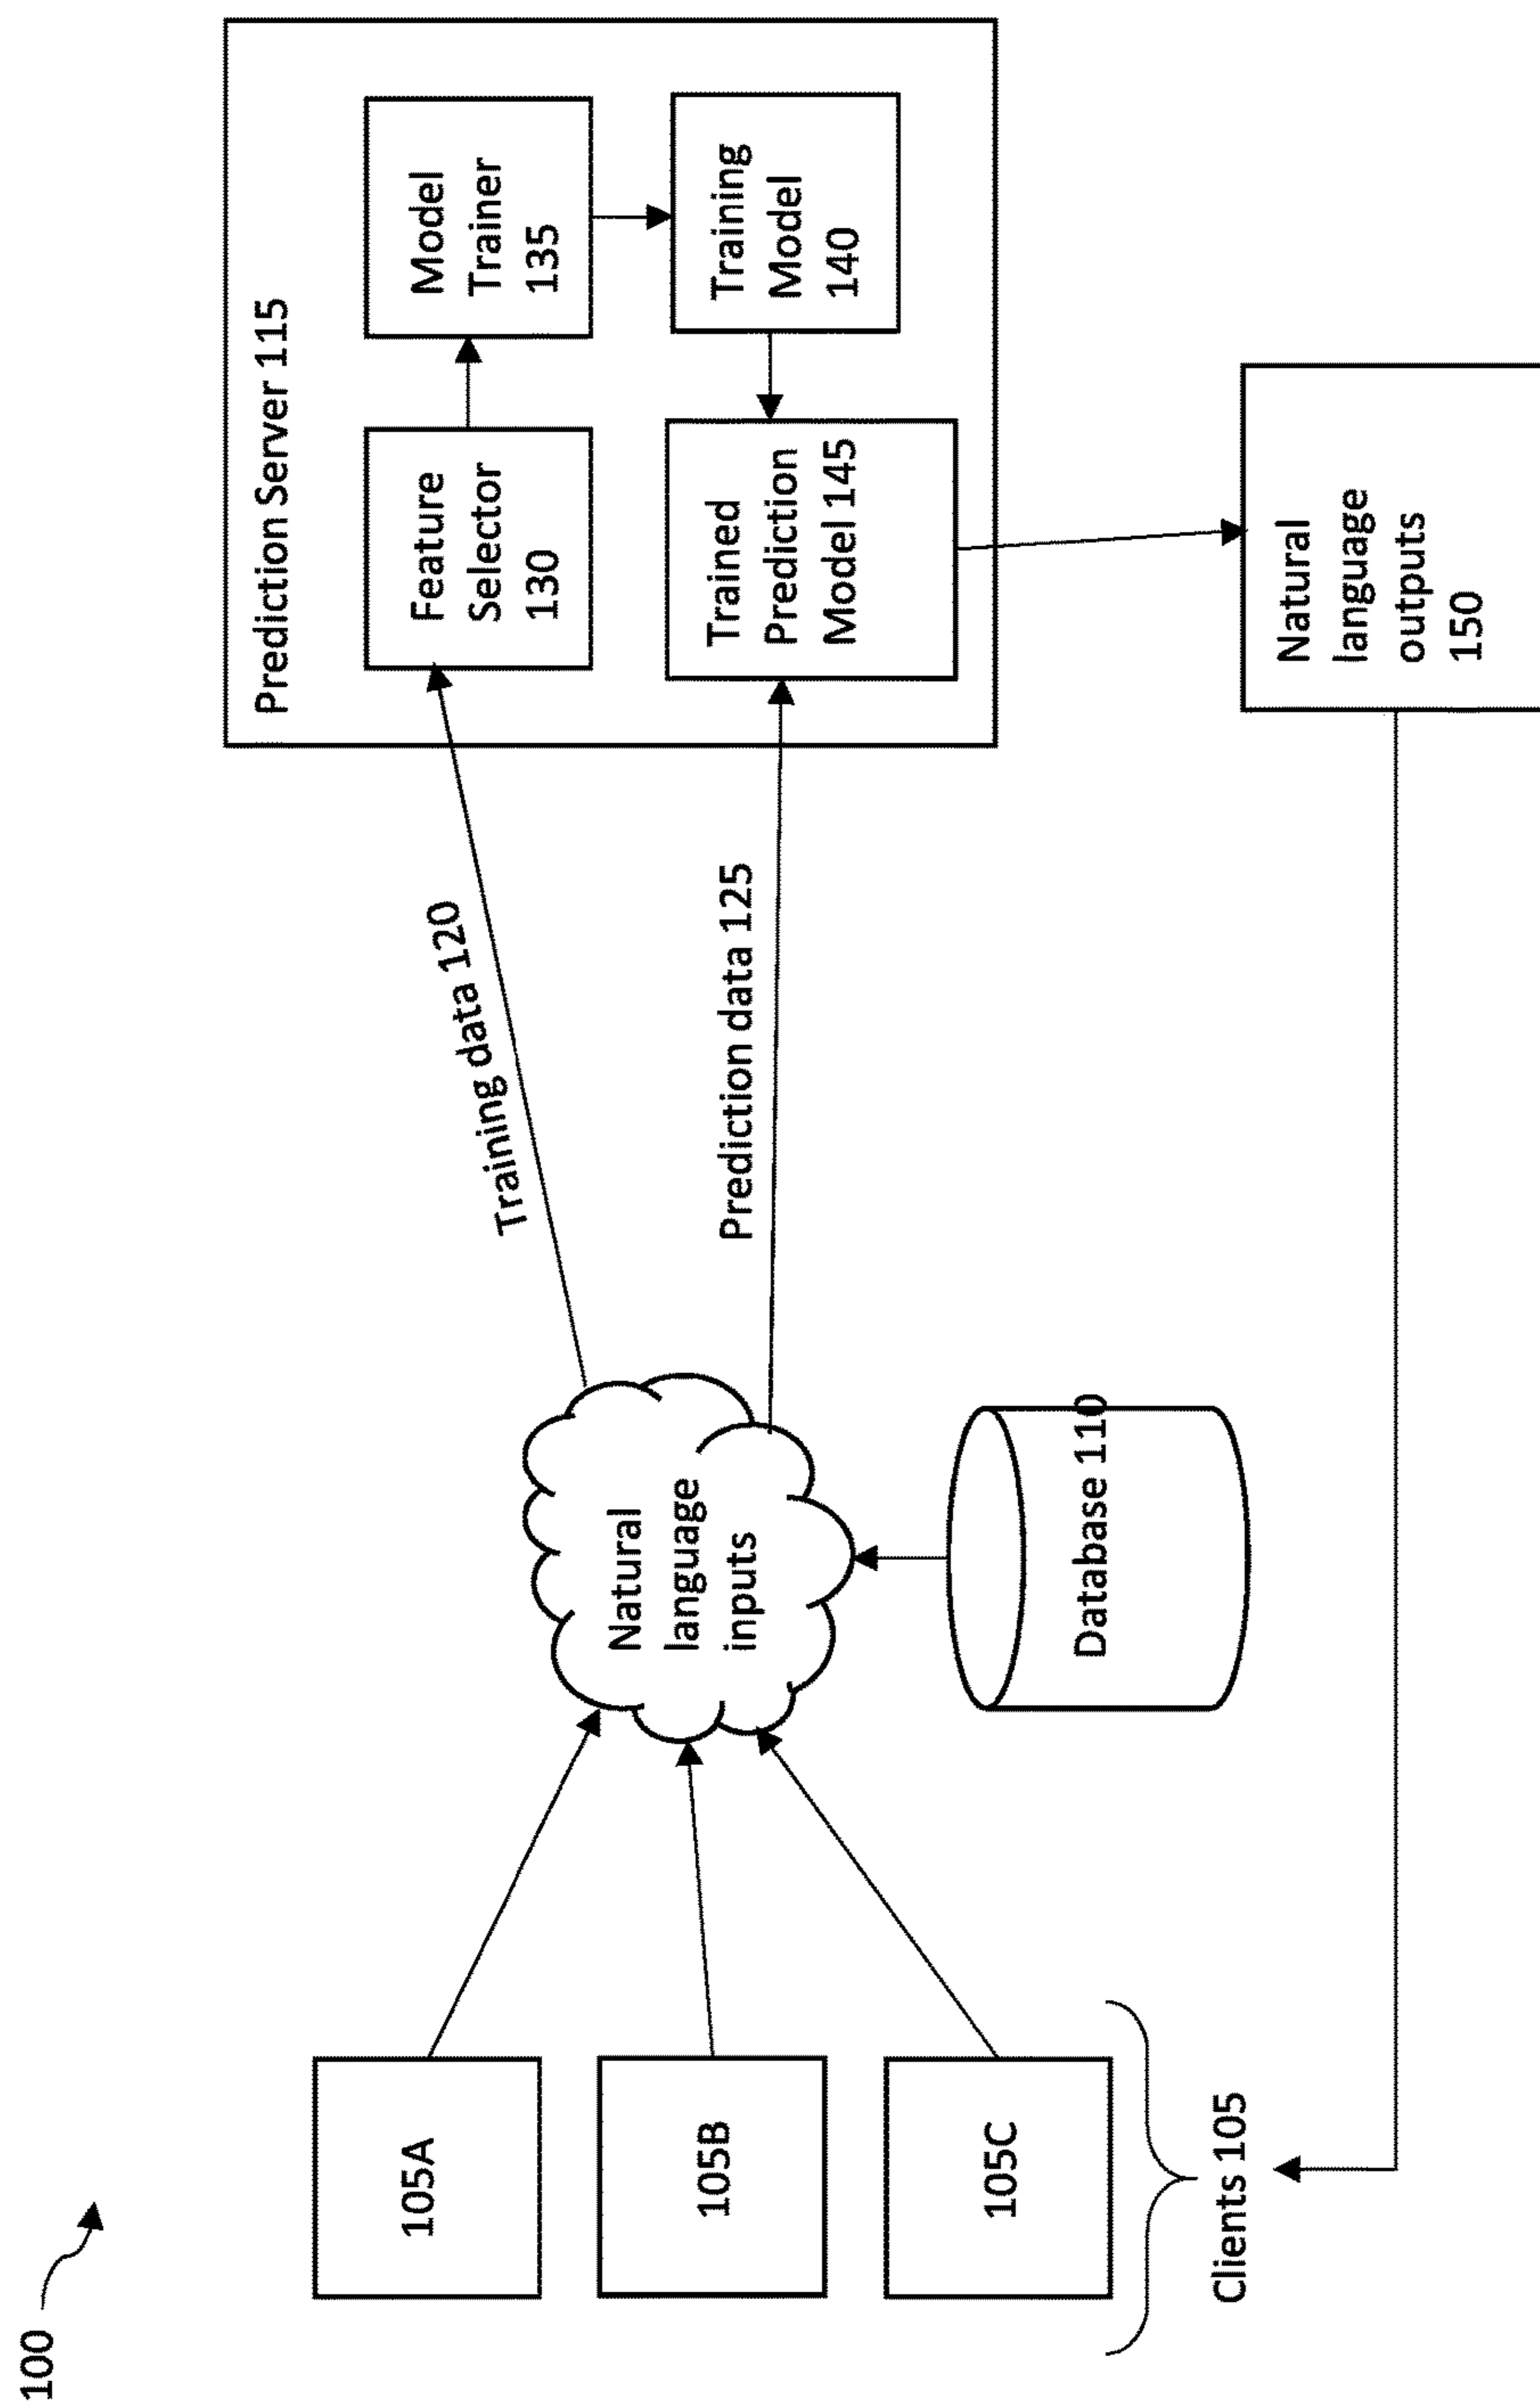 100
105A
105B
105C
Clients 105
Natural
language
inputs
Database 110
Training data 120
Prediction data 125
Prediction Server 115
Feature
Selector
130
Model
Trainer
135
Trained
Prediction
Model 145
Training
Model
140
Natural
language
outputs
150